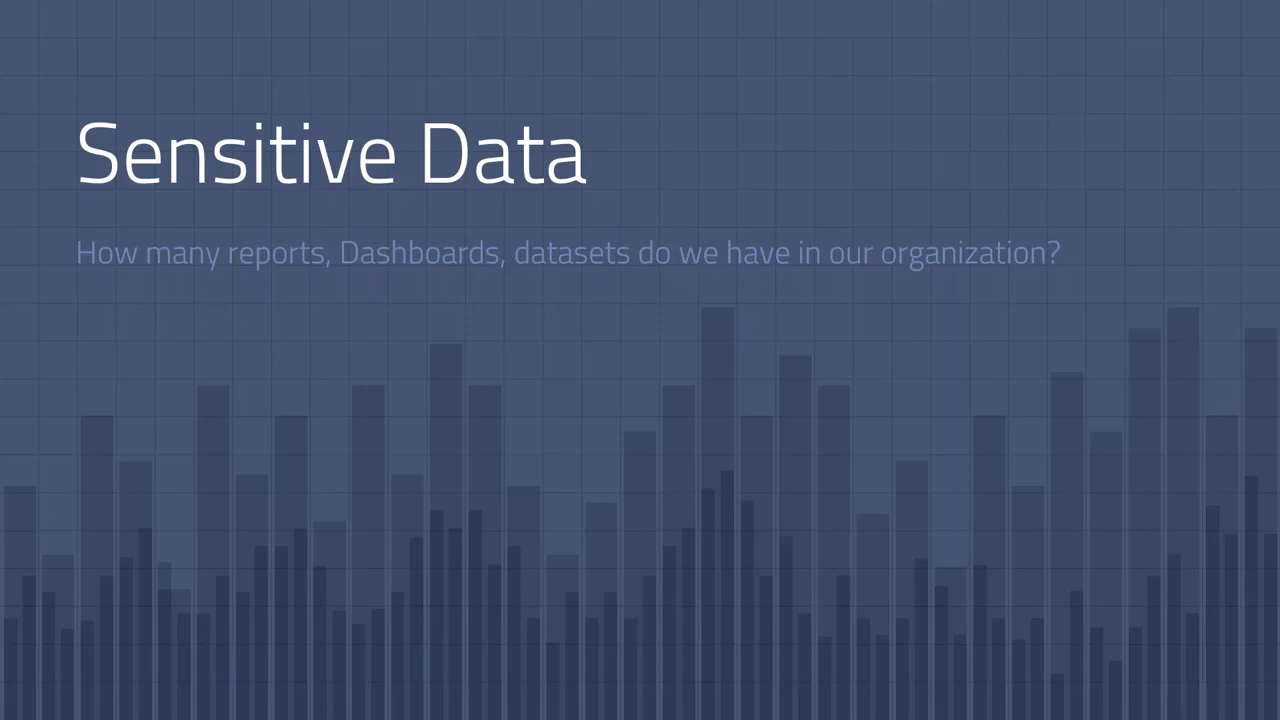 Sensitive Data
How many reports, Dashboards, datasets do we have in our organization?